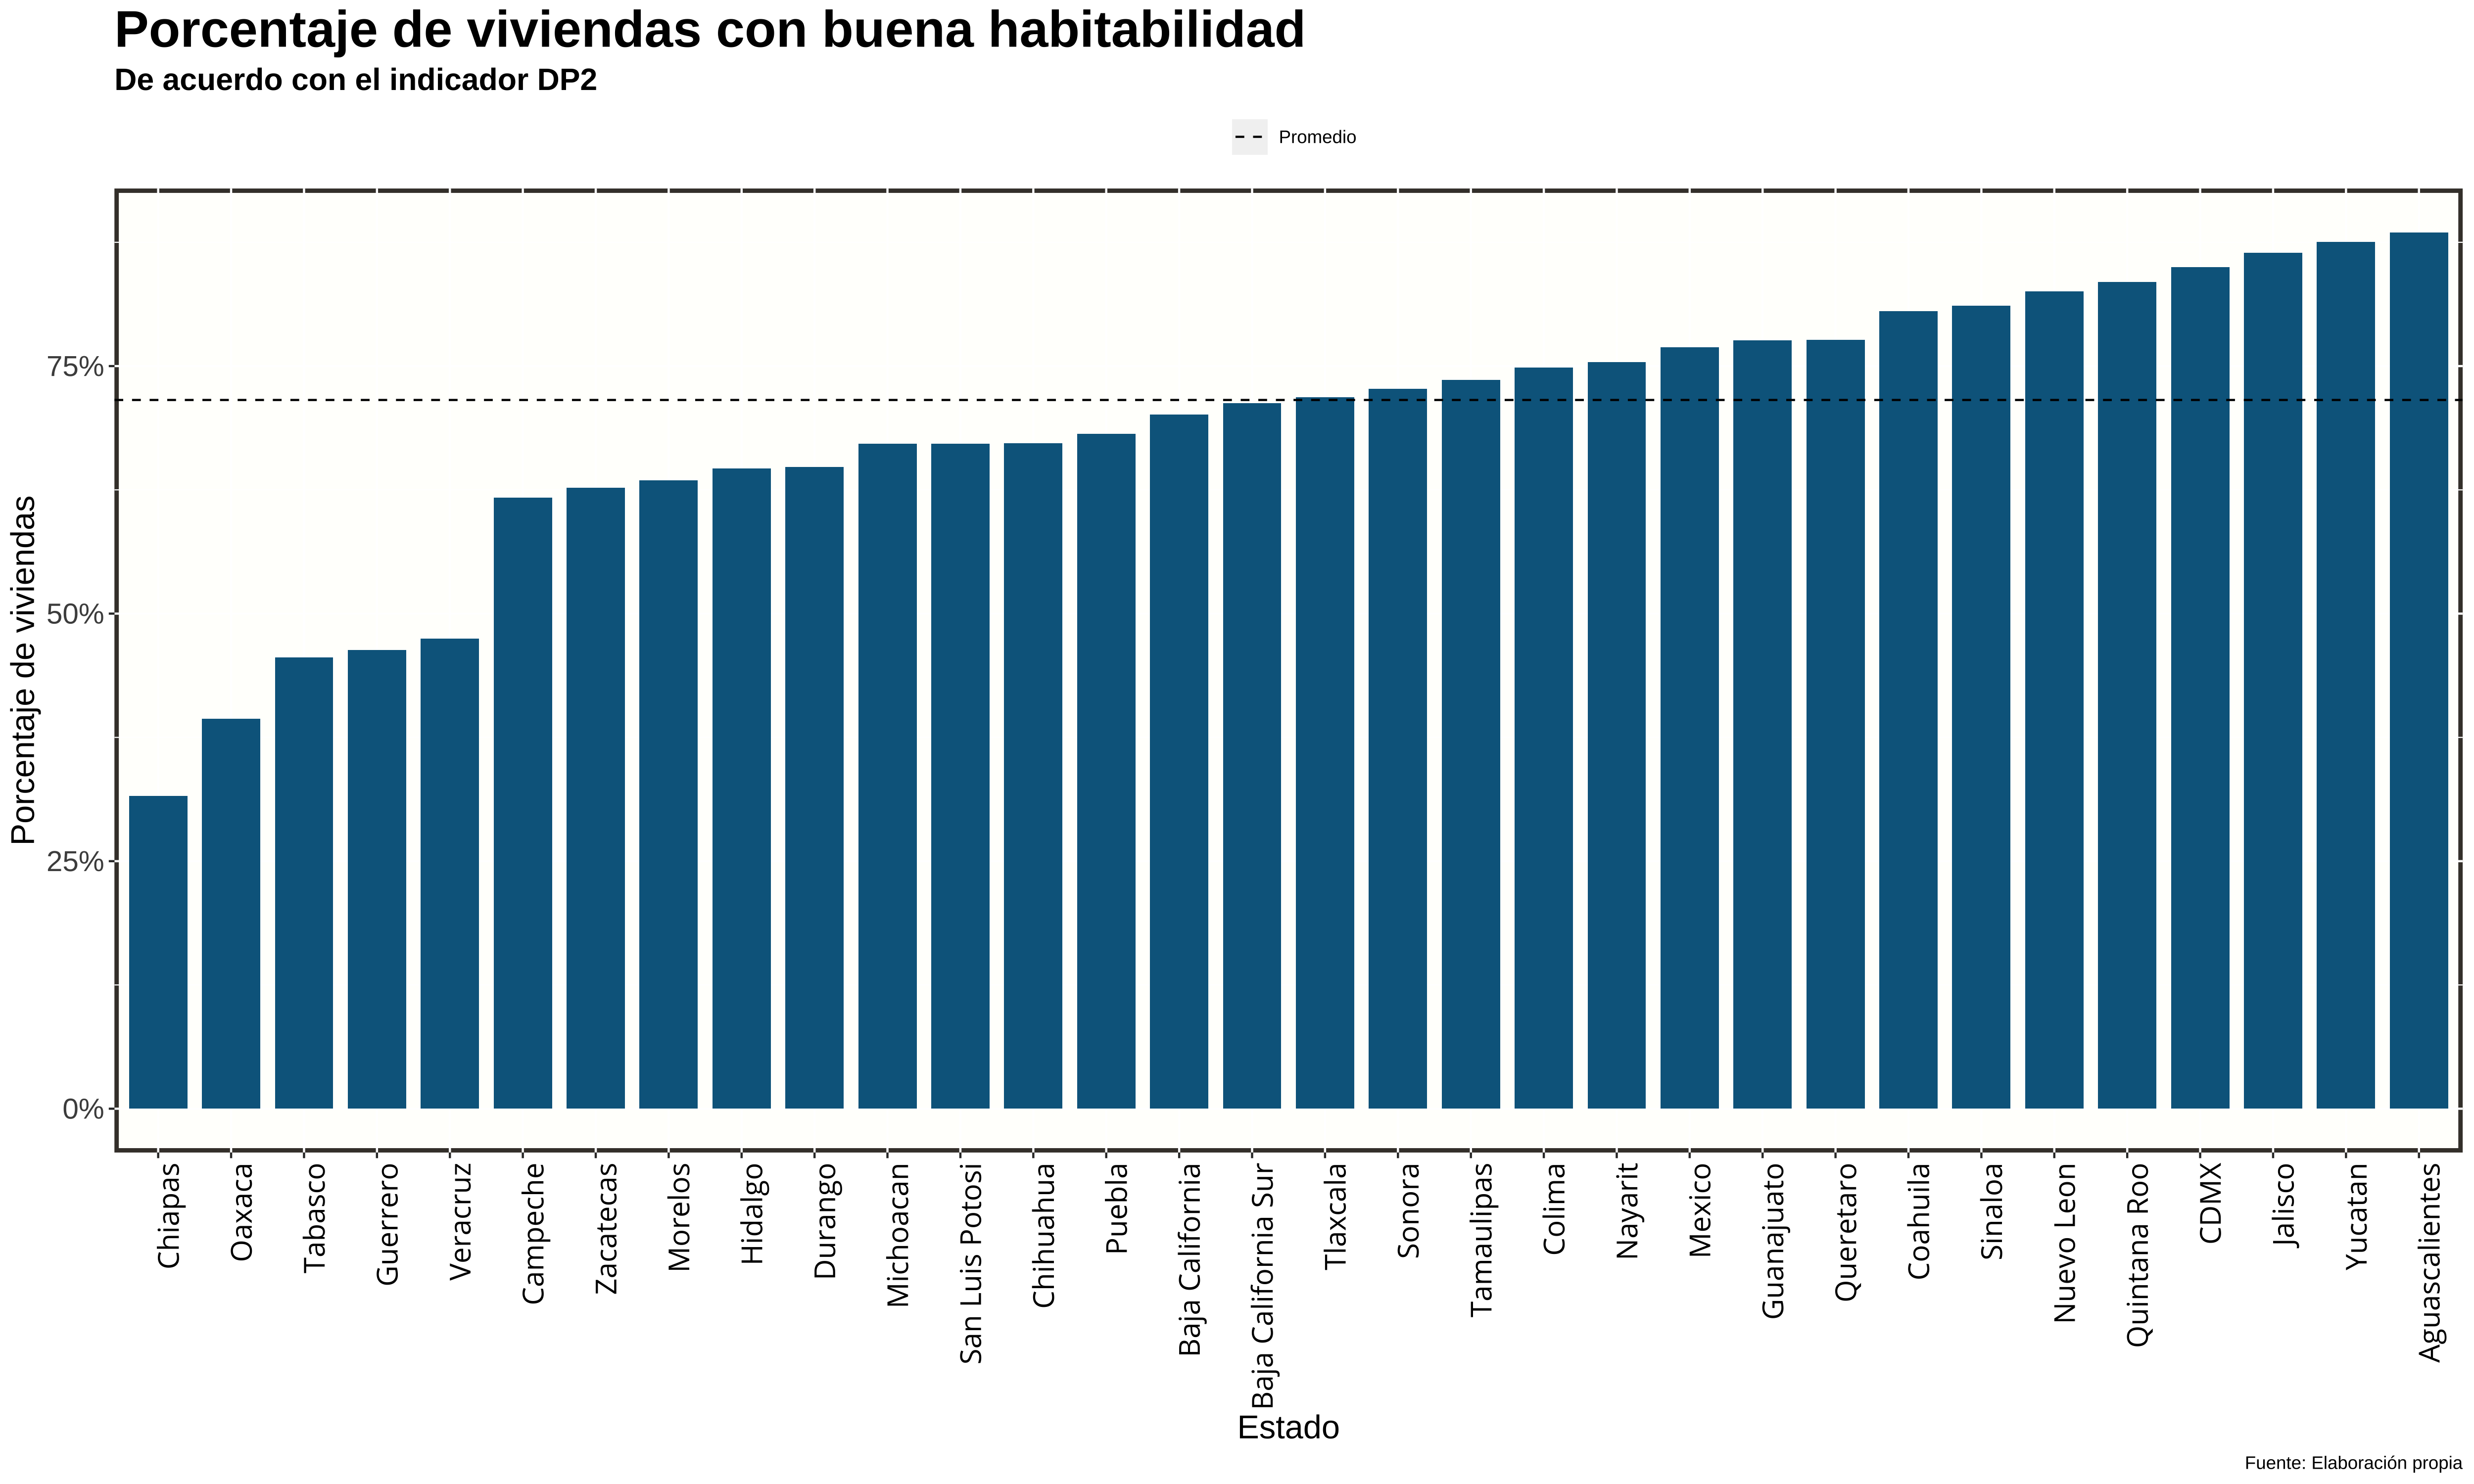 Porcentaje de viviendas con buena habitabilidad
De acuerdo con el indicador DP2
Promedio
Porcentaje de viviendas
75%
50%
25%
0%
Chiapas
Oaxaca
Tabasco
Guerrero
Veracruz
Campeche
Zacatecas
Morelos
Hidalgo
Durango
Michoacan
San Luis Potosi
Chihuahua
Puebla
Baja California
Baja California Sur
Tlaxcala
Sonora
Tamaulipas
Colima
Nayarit
Mexico
Guanajuato
Queretaro
Coahuila
Sinaloa
Nuevo Leon
Quintana Roo
CDMX
Jalisco
Yucatan
Aguascalientes
Estado
Fuente: Elaboración propia